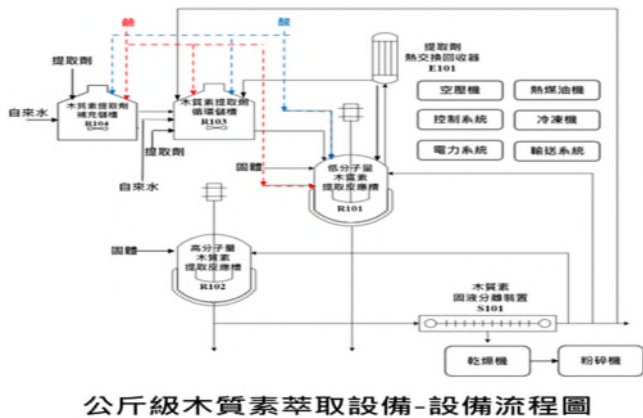 鹼
酸
提取劑
熱交換回收器
E101
提取劑
自來水
木質素提取劑
補充儲槽
R104
木質素提取劑
循環儲槽
R103
提取劑
自來水
空壓機
熱媒油機
控制系統
冷凍機
電力系統
輸送系統
固體
低分子量
木質素
提取反應槽
R101
固體
高分子量
木質素
提取反應槽
R102
木質素
固液分離裝置
S101
乾燥機
粉碎機
公斤級木質素萃取設備-設備流程圖